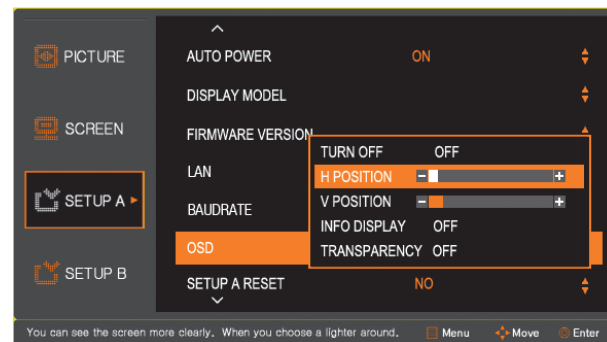 PICTURE
SCREEN
SETUP A
SETUP B
AUTO POWER ON
DISPLAY MODEL
FIRMWARE VERSION
LAN
BAUDRATE
OSD
SETUP A RESET NO
TURN OFF OFF
H POSITION
V POSITION
INFO DISPLAY OFF
TRANSPARENCY OFF
You can see the screen more clearly. When you choose a lighter around. Menu Move Enter